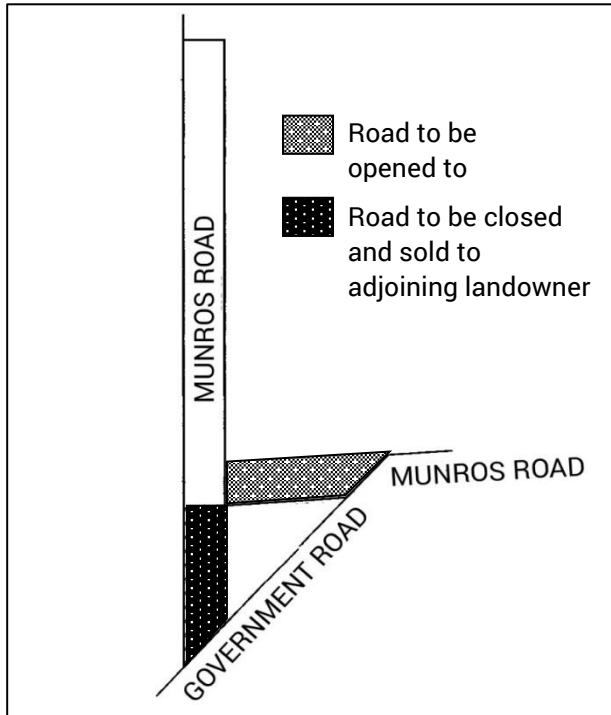 Road to be
opened to
Road to be closed
and sold to
adjoining landowner
MUNROS ROAD
MUNROS ROAD
GOVERNMENT ROAD